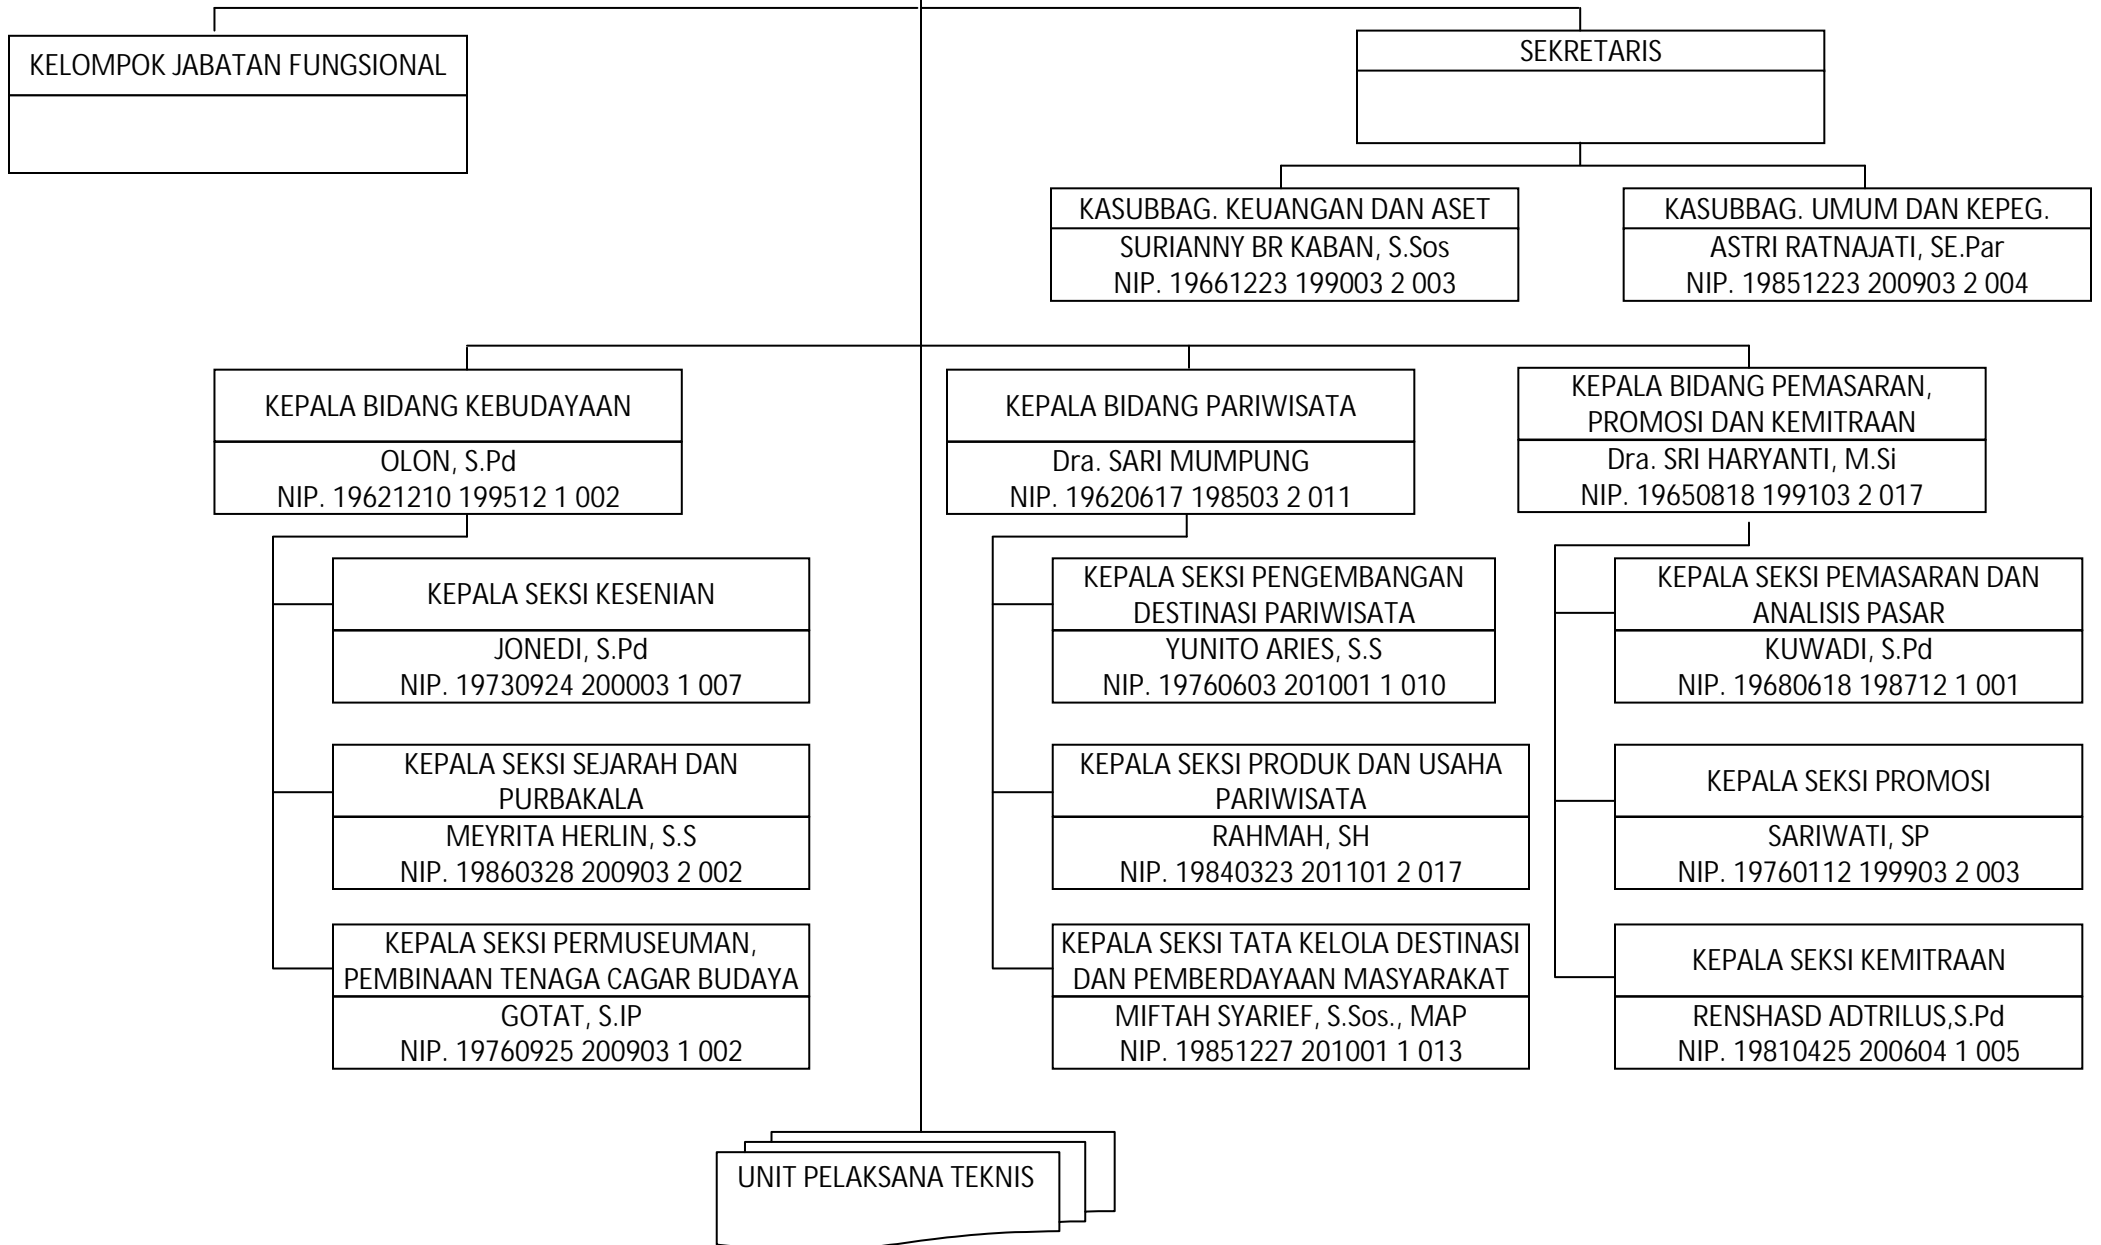 KELOMPOK JABATAN FUNGSIONAL
SEKRETARIS
KASUBBAG. KEUANGAN DAN ASET
SURIANNY BR KABAN, S.Sos
NIP. 19661223 199003 2 003
KASUBBAG. UMUM DAN KEPEG.
ASTRI RATNAJATI, SE.Par
NIP. 19851223 200903 2 004
KEPALA BIDANG KEBUDAYAAN
OLON, S.Pd
NIP. 19621210 199512 1 002
KEPALA SEKSI KESENIAN
JONEDI, S.Pd
NIP. 19730924 200003 1 007
KEPALA SEKSI SEJARAH DAN
PURBAKALA
MEYRITA HERLIN, S.S
NIP. 19860328 200903 2 002
KEPALA SEKSI PERMUSEUMAN,
PEMBINAAN TENAGA CAGAR BUDAYA
GOTAT, S.IP
NIP. 19760925 200903 1 002
KEPALA BIDANG PARIWISATA
Dra. SARI MUMPUNG
NIP. 19620617 198503 2 011
KEPALA SEKSI PENGEMBANGAN
DESTINASI PARIWISATA
YUNITO ARIES, S.S
NIP. 19760603 201001 1 010
KEPALA SEKSI PRODUK DAN USAHA
PARIWISATA
RAHMAH, SH
NIP. 19840323 201101 2 017
KEPALA SEKSI TATA KELOLA DESTINASI
DAN PEMBERDAYAAN MASYARAKAT
MIFTAH SYARIEF, S.Sos., MAP
NIP. 19851227 201001 1 013
KEPALA BIDANG PEMASARAN,
PROMOSI DAN KEMITRAAN
Dra. SRI HARYANTI, M.Si
NIP. 19650818 199103 2 017
KEPALA SEKSI PEMASARAN DAN
ANALISIS PASAR
KUWADI, S.Pd
NIP. 19680618 198712 1 001
KEPALA SEKSI PROMOSI
SARIWATI, SP
NIP. 19760112 199903 2 003
KEPALA SEKSI KEMITRAAN
RENSHASD ADTRILUS,S.Pd
NIP. 19810425 200604 1 005
UNIT PELAKSANA TEKNIS